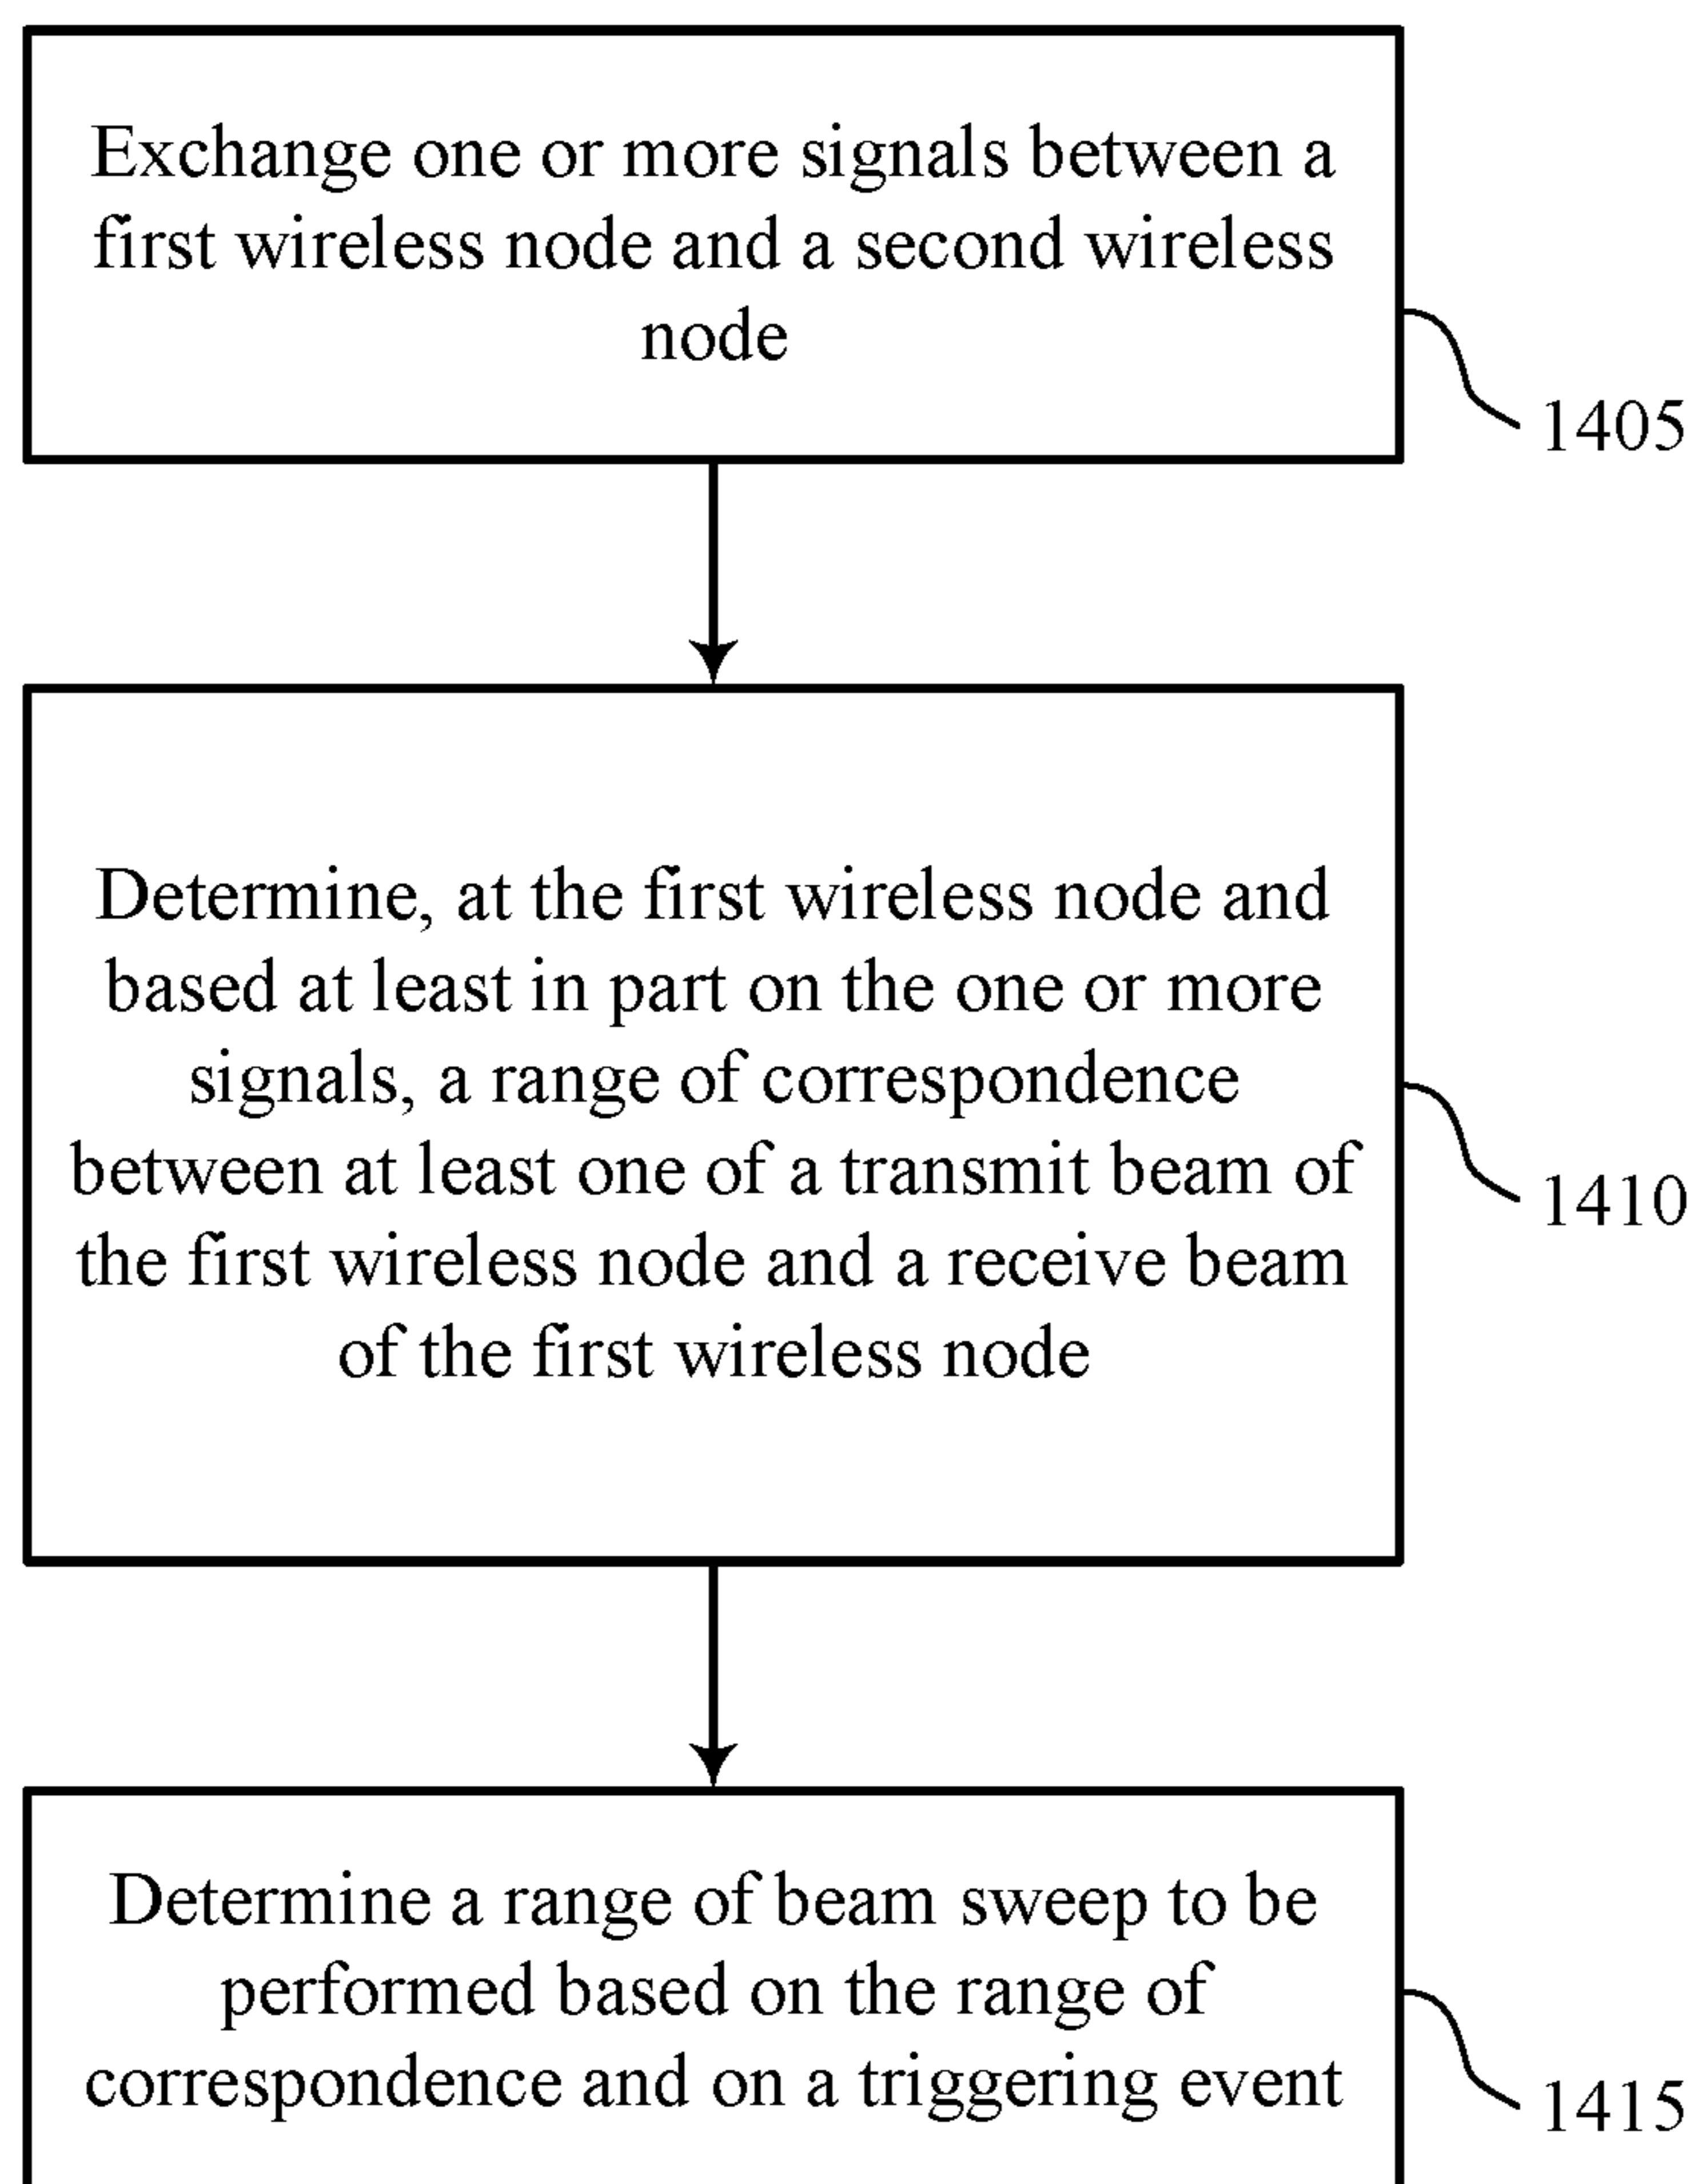 Exchange one or more signals between a
first wireless node and a second wireless
node
1405
Determine, at the first wireless node and
based at least in part on the one or more
signals, a range of correspondence
between at least one of a transmit beam of
the first wireless node and a receive beam
of the first wireless node
1410
Determine a range of beam sweep to be
performed based on the range of
correspondence and on a triggering event
1415